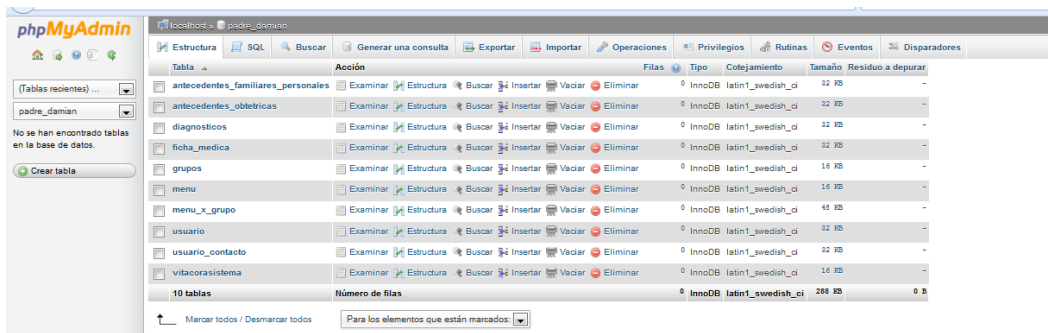 phpMyAdmin
(Tablas recientes) ...
padre_damian
No se han encontrado tablas
en la base de datos.
Crear tabla
localhost » padre_damian
Estructura SQL Buscar Generar una consulta Exportar Importar Operaciones Privilegios Rutinas Eventos Disparadores
Tabla Acción Filas Tipo Cotejamiento Tamaño Residuo a depurar
antecedentes_familiares_personales Examinar Estructura Buscar Insertar Vaciar Eliminar 0 InnoDB latin1_swedish_ci 32 KB -
antecedentes_obtetricas Examinar Estructura Buscar Insertar Vaciar Eliminar 0 InnoDB latin1_swedish_ci 32 KB -
diagnosticos Examinar Estructura Buscar Insertar Vaciar Eliminar 0 InnoDB latin1_swedish_ci 32 KB -
ficha_medica Examinar Estructura Buscar Insertar Vaciar Eliminar 0 InnoDB latin1_swedish_ci 32 KB -
grupos Examinar Estructura Buscar Insertar Vaciar Eliminar 0 InnoDB latin1_swedish_ci 16 KB -
menu Examinar Estructura Buscar Insertar Vaciar Eliminar 0 InnoDB latin1_swedish_ci 16 KB -
menu_x_grupo Examinar Estructura Buscar Insertar Vaciar Eliminar 0 InnoDB latin1_swedish_ci 48 KB -
usuario Examinar Estructura Buscar Insertar Vaciar Eliminar 0 InnoDB latin1_swedish_ci 32 KB -
usuario_contacto Examinar Estructura Buscar Insertar Vaciar Eliminar 0 InnoDB latin1_swedish_ci 32 KB -
vitacorasistema Examinar Estructura Buscar Insertar Vaciar Eliminar 0 InnoDB latin1_swedish_ci 16 KB -
10 tablas Número de filas 0 InnoDB latin1_swedish_ci 288 KB 0 B
Marcar todos / Desmarcar todos Para los elementos que están marcados: